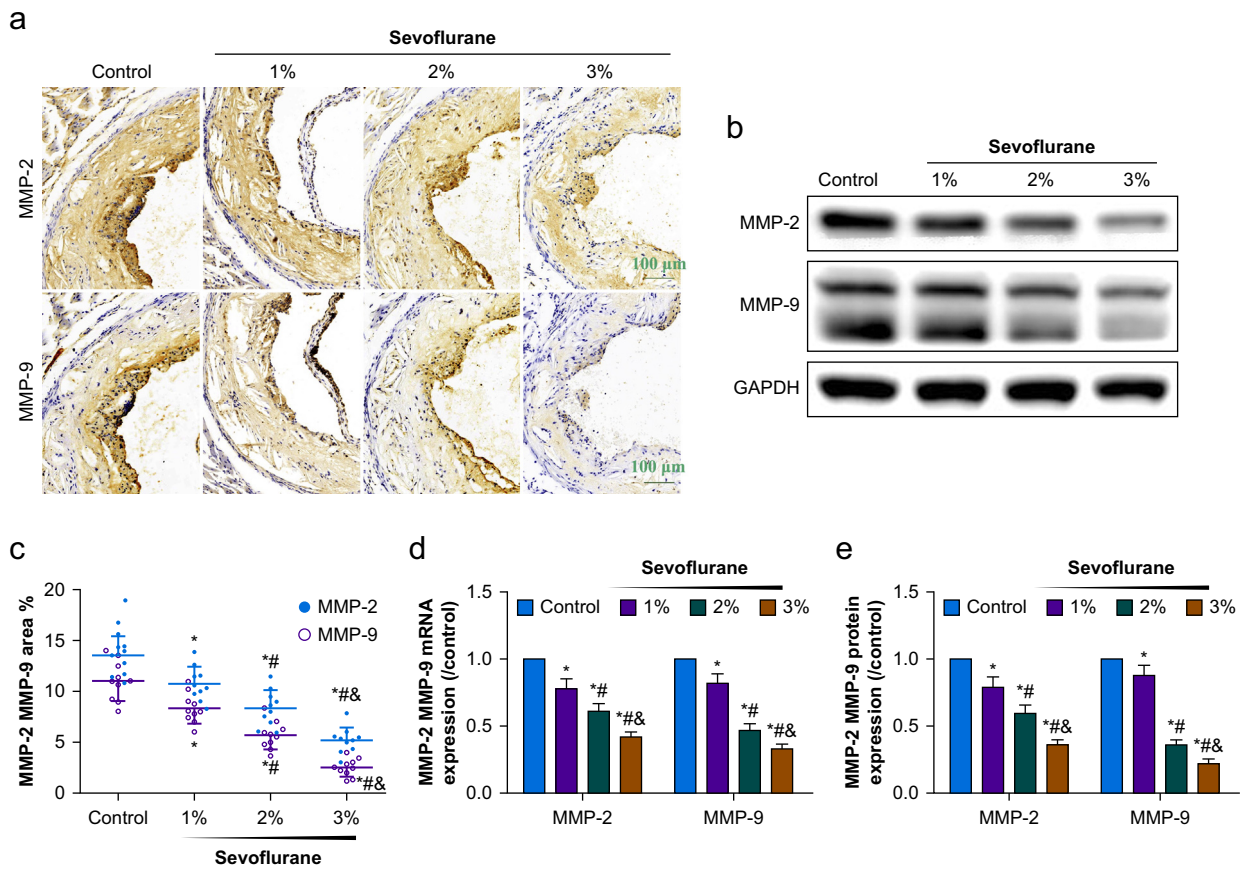 a
Sevoflurane
Control 1% 2% 3%
MMP-2
100 µm
MMP-9
100 µm
b
Sevoflurane
Control 1% 2% 3%
MMP-2
MMP-9
GAPDH
c
MMP-2 MMP-9 area %
20
15
10
5
0
MMP-2
MMP-9
* *# *#&
* *# *#&
Control 1% 2% 3%
Sevoflurane
d
Sevoflurane
MMP-2 MMP-9 mRNA
expression (/control)
1.5
1.0
0.5
0.0
Control 1% 2% 3%
* *# *#& * *# *#&
MMP-2 MMP-9
e
Sevoflurane
MMP-2 MMP-9 protein
expression (/control)
1.5
1.0
0.5
0.0
Control 1% 2% 3%
* *# *#& * *# *#&
MMP-2 MMP-9